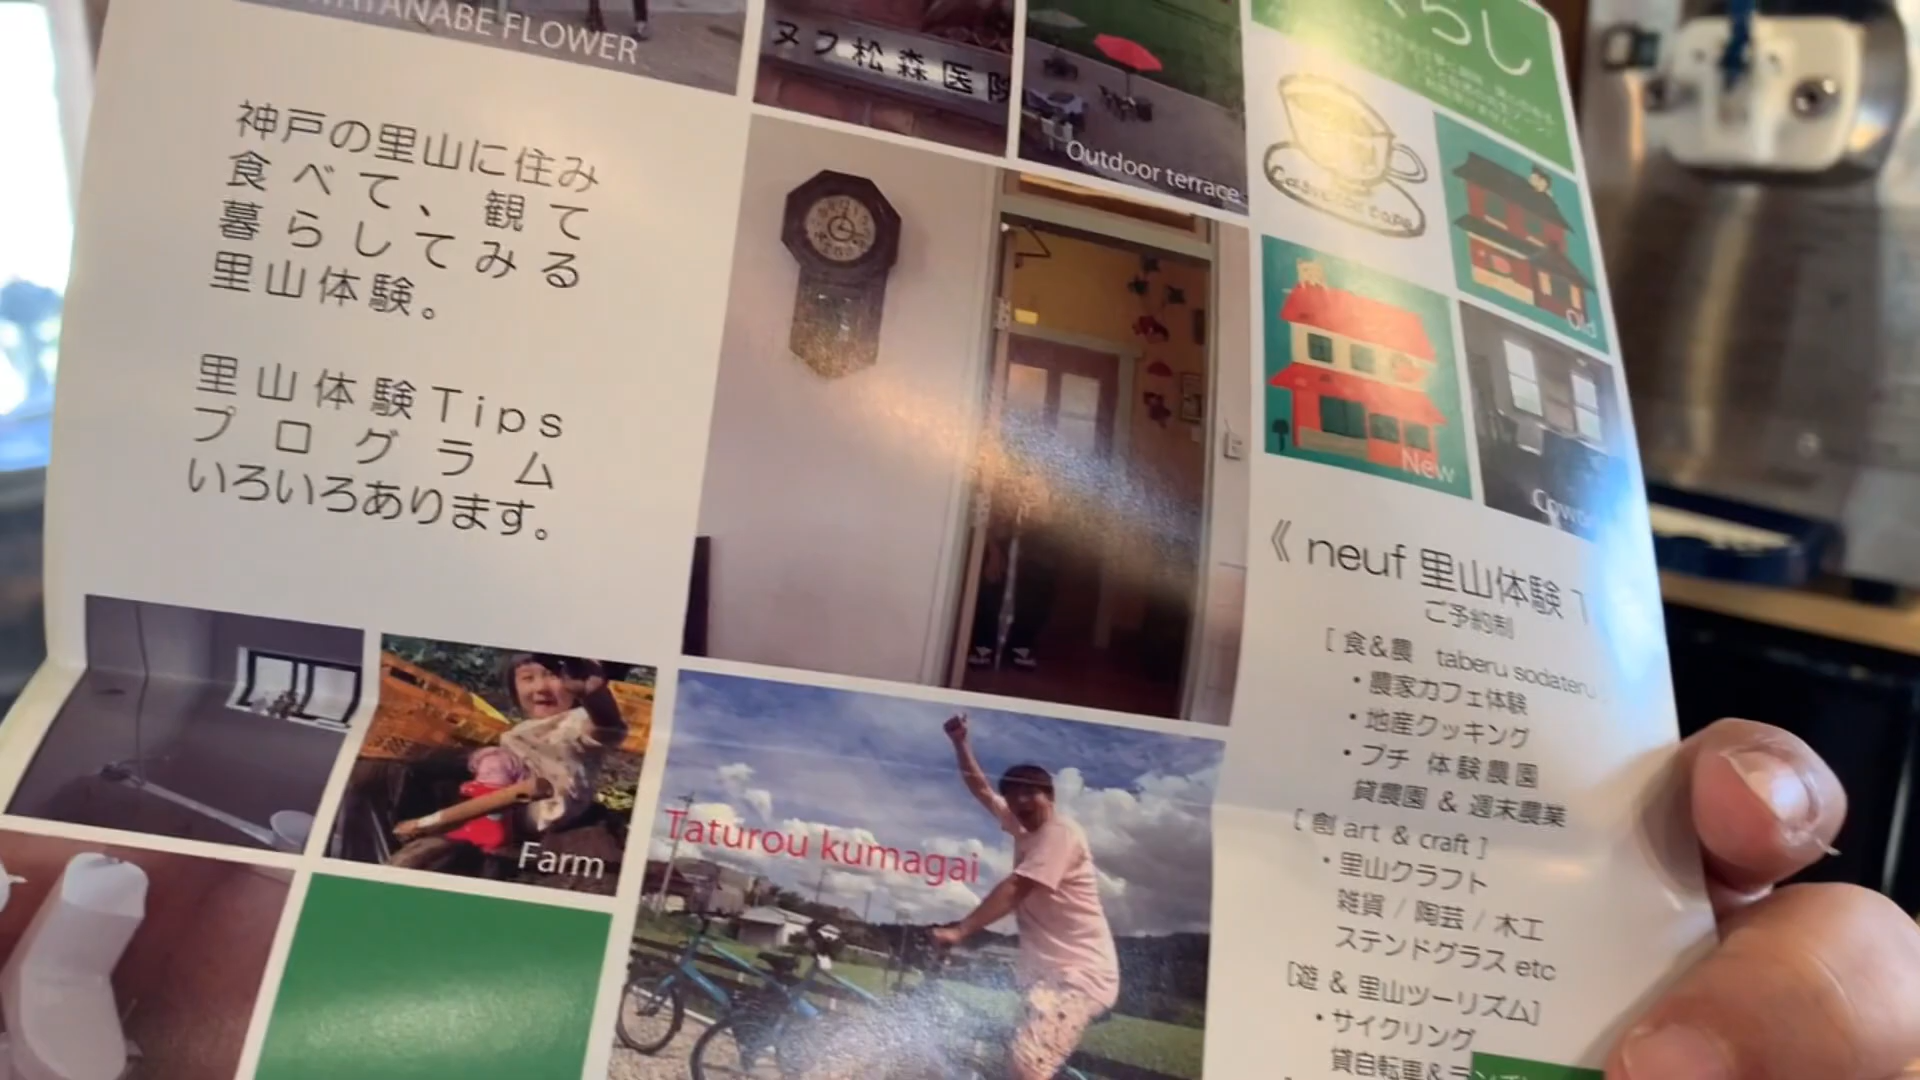 WATANABE FLOWER
ヌフ松森医院
Outdoor terrace
らし
神戸の里山に住み
食べて、観て
暮らしてみる
里山体験。
里山体験Tips
プログラム
いろいろあります。
Old
New
《 neuf 里山体験
ご予約制
[ 食&農 taberu sodateru
・農家カフェ体験
・地産クッキング
・プチ 体験農園
貸農園 & 週末農業
[ 創 art & craft ]
・里山クラフト
雑貨 / 陶芸 / 木工
ステンドグラス etc
[遊 & 里山ツーリズム]
・サイクリング
貸自転車&
Farm
Taturou kumagai